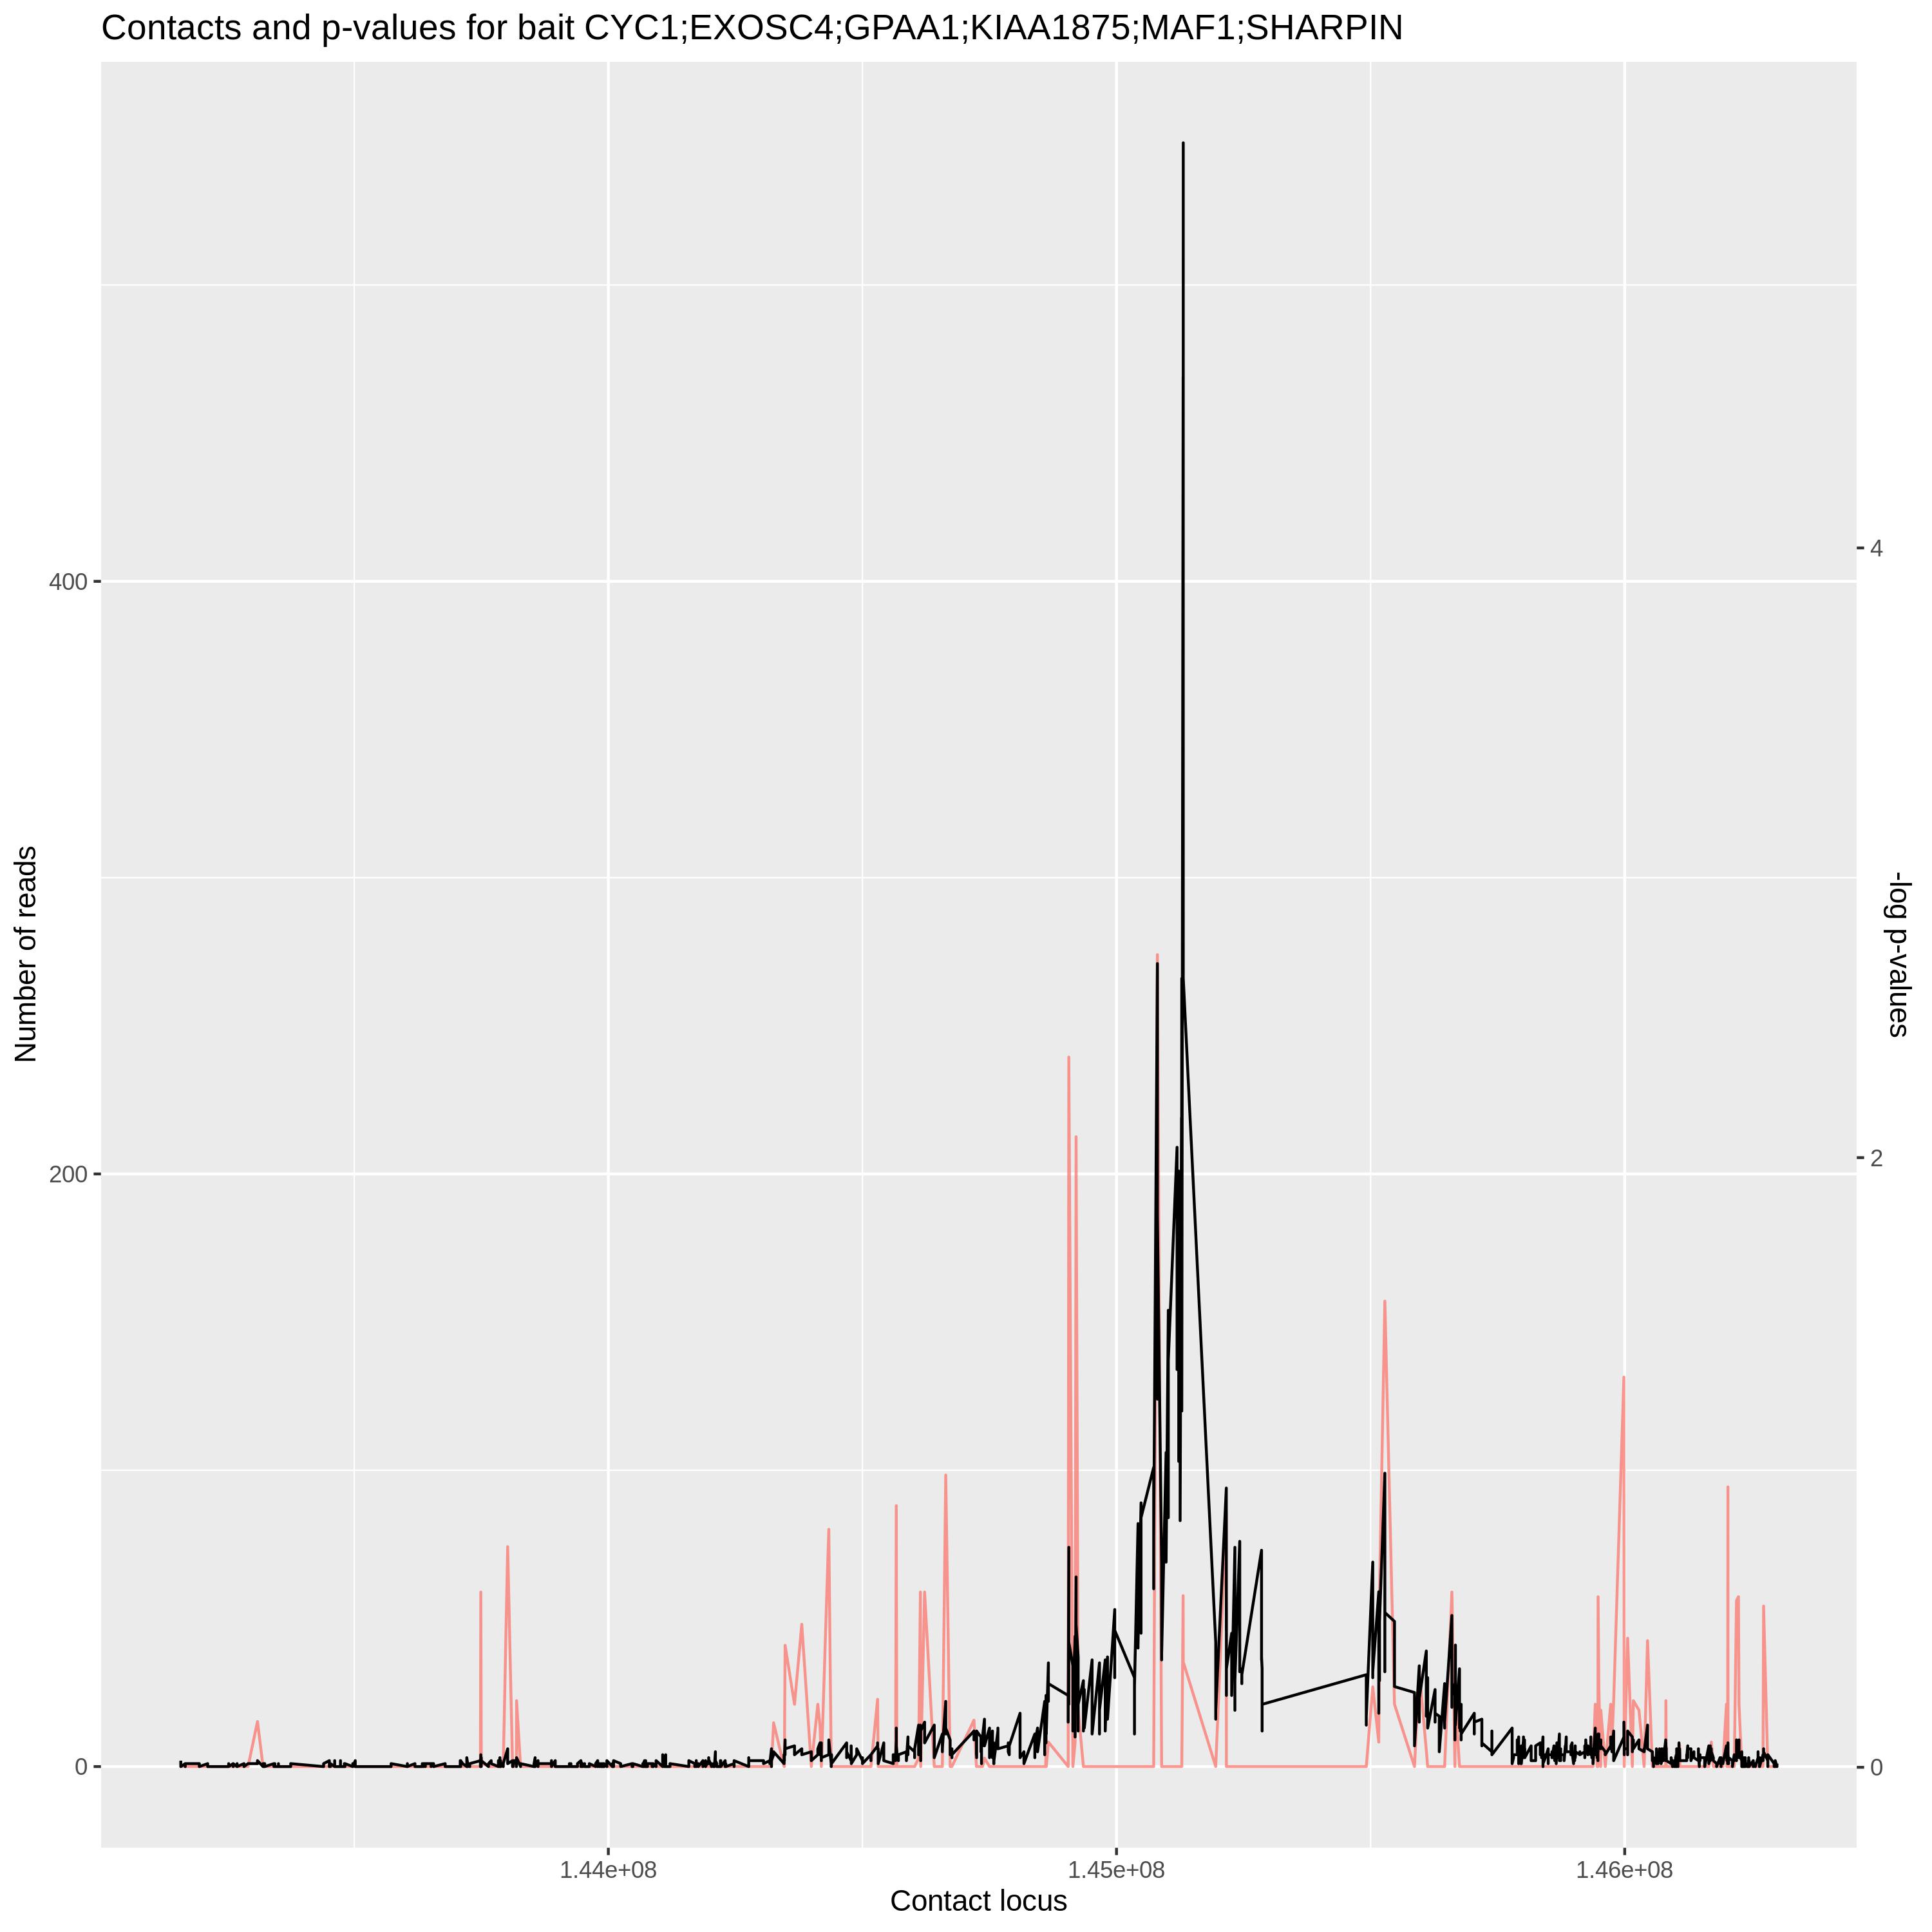 Contacts and p-values for bait CYC1;EXOSC4;GPAA1;KIAA1875;MAF1;SHARPIN
Number of reads
400
200
0
4
2
0
-log p-values
1.44e+08
1.45e+08
1.46e+08
Contact locus